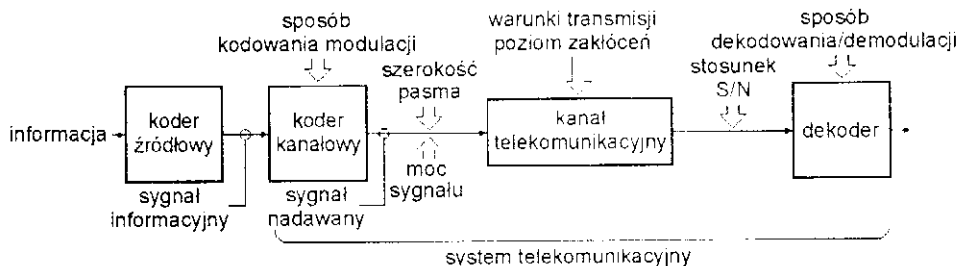 sposób
kodowania modulacji
warunki transmisji
poziom zakłóceń
sposób
dekodowania/demodulacji
szerokość
pasma
stosunek
S/N
informacja
koder
źródłowy
koder
kanałowy
kanał
telekomunikacyjny
dekoder
moc
sygnału
sygnał
informacyjny
sygnał
nadawany
system telekomunikacyjny